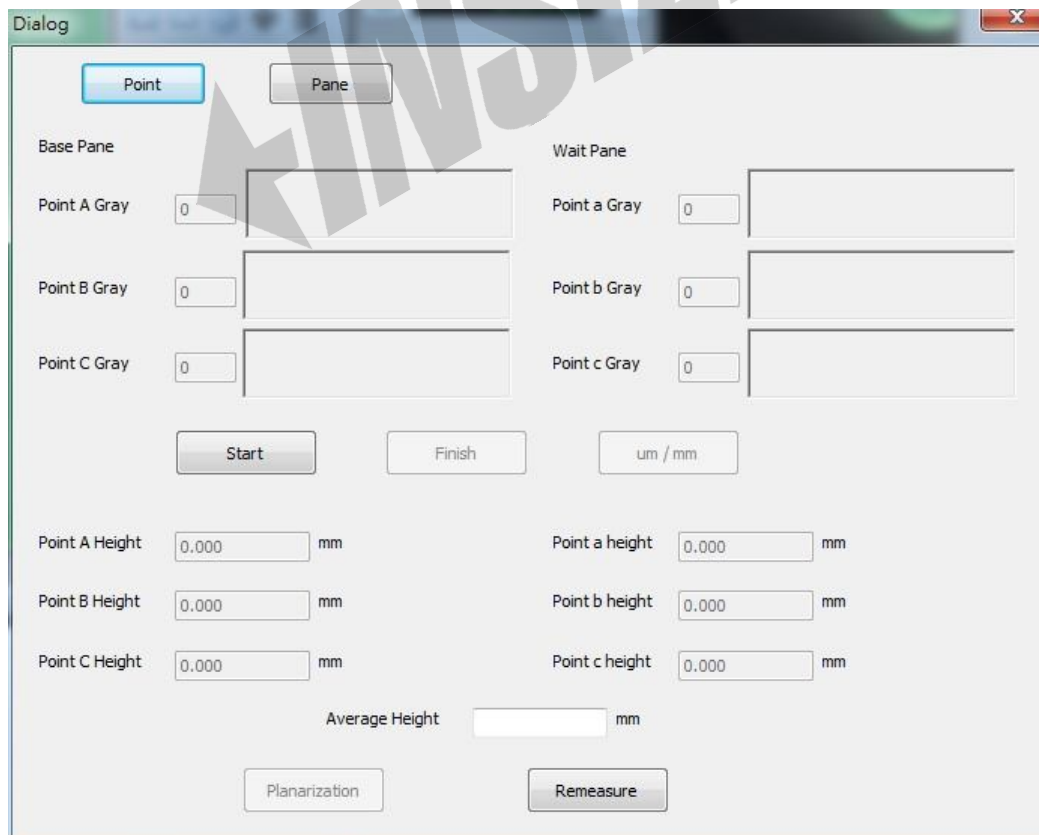 Dialog
Point Pane
Base Pane Wait Pane
Point A Gray 0 Point a Gray 0
Point B Gray 0 Point b Gray 0
Point C Gray 0 Point c Gray 0
Start Finish um / mm
Point A Height 0.000 mm Point a height 0.000 mm
Point B Height 0.000 mm Point b height 0.000 mm
Point C Height 0.000 mm Point c height 0.000 mm
Average Height mm
Planarization Remeasure